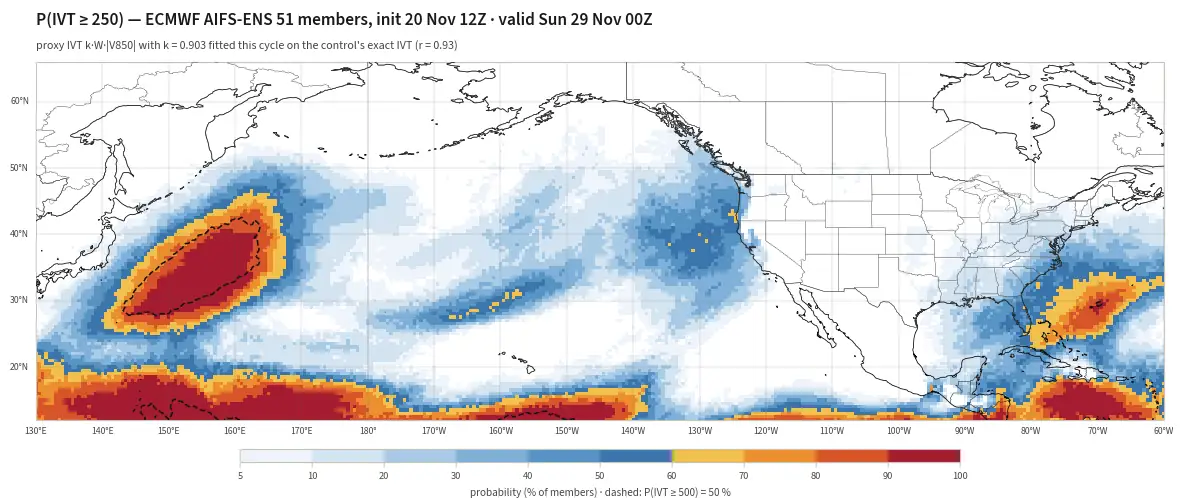 P(IVT ≥ 250) — ECMWF AIFS-ENS 51 members, init 20 Nov 12Z · valid Sun 29 Nov 00Z
proxy IVT k·W·|V850| with k = 0.903 fitted this cycle on the control's exact IVT (r = 0.93)
60°N
50°N
40°N
30°N
20°N
130°E 140°E 150°E 160°E 170°E 180° 170°W 160°W 150°W 140°W 130°W 120°W 110°W 100°W 90°W 80°W 70°W 60°W
5 10 20 30 40 50 60 70 80 90 100
probability (% of members) · dashed: P(IVT ≥ 500) = 50 %